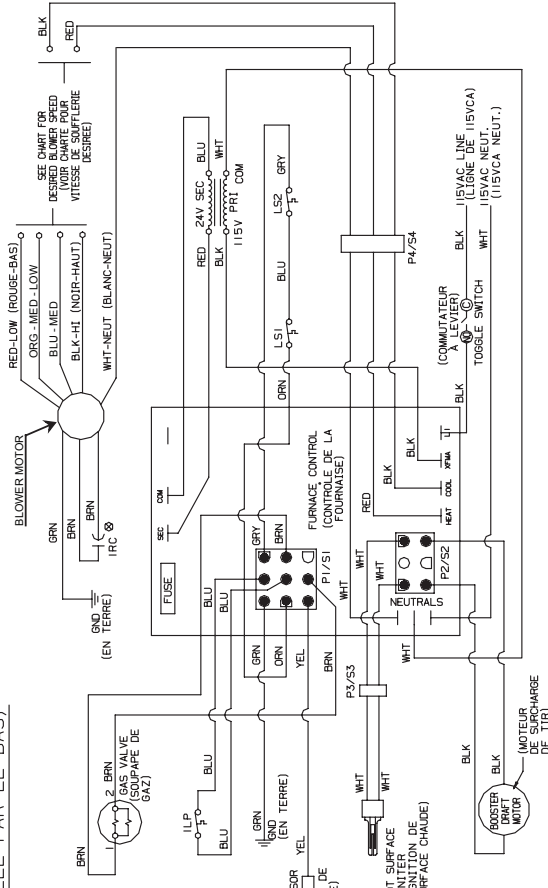 BLK
RED
SEE CHART FOR
DESIRED BLOWER SPEED
(VOIR CHARTE POUR
VITESSE DE SOUFFLERIE
DESIREE)
RED-LOW (ROUGE-BAS)
ORG - MED-LOW
BLU - MED
BLK-HI (NOIR-HAUT)
WHT-NEUT (BLANC-NEUT)
BLOWER MOTOR
GRN
BRN
BRN
1RC
GND
(EN TERRE)
BLU
WHT
24V SEC
115V PRI COM
RED
BLK
GRY
LS2
BLU
LS1
ORN
P4/S4
115VAC LINE
(LIGNE DE 115VCA)
115VAC NEUT.
(115VCA NEUT.)
BLK
WHT
(COMMUTATEUR
A LEVIER)
NO
C
TOGGLE SWITCH
BLK
COM
SEC
FUSE
FURNACE CONTROL
(CONTROLE DE LA
FOURNAISE)
GRY
BRN
P1/S1
BLK
BLK
RED
L1
XFMA
COOL
HEAT
WHT
WHT
P2/S2
NEUTRALS
BLU
BLU
GRN
ORN
YEL
BRN
WHT
P3/S3
2
BRN
GAS VALVE
(SOUPAPE DE
GAZ)
1
BRN
BLU
1LP
BLU
GRN
GND
(EN TERRE)
YEL
WHT
WHT
BLK
BLK
BOOSTER
DRAFT
MOTOR
(MOTEUR
DE SURCHARGE
DE TIR)